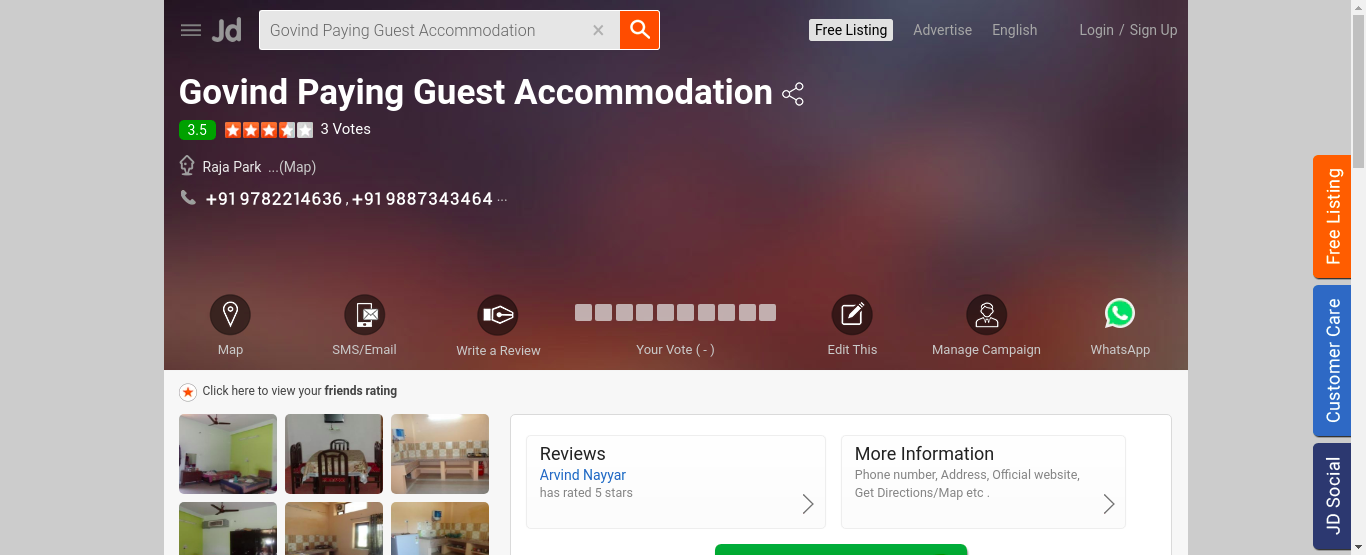 Jd Govind Paying Guest Accommodation × Free Listing Advertise English Login / Sign Up
Govind Paying Guest Accommodation
3.5 3 Votes
Raja Park ...(Map)
+91 9782214636 , +91 9887343464 ...
Map SMS/Email Write a Review Your Vote ( - ) Edit This Manage Campaign WhatsApp
Click here to view your friends rating
Reviews
Arvind Nayyar
has rated 5 stars
More Information
Phone number, Address, Official website,
Get Directions/Map etc .
Free Listing
Customer Care
JD Social